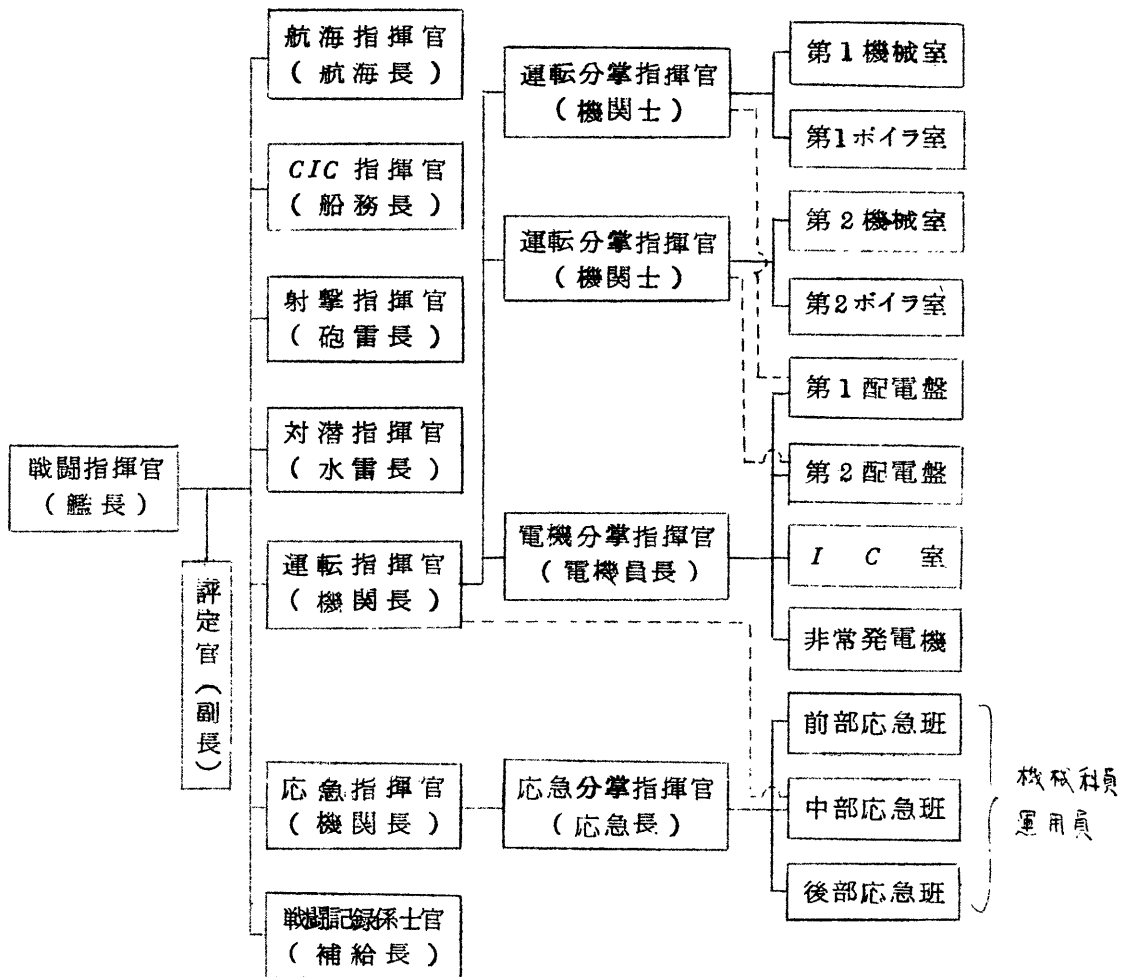 戦闘指揮官
(艦長)
評定官(副長)
航海指揮官
(航海長)
CIC指揮官
(船務長)
射撃指揮官
(砲雷長)
対潜指揮官
(水雷長)
運転指揮官
(機関長)
応急指揮官
(機関長)
戦闘記録係士官
(補給長)
運転分掌指揮官
(機関士)
運転分掌指揮官
(機関士)
電機分掌指揮官
(電機員長)
応急分掌指揮官
(応急長)
第1機械室
第1ボイラ室
第2機械室
第2ボイラ室
第1配電盤
第2配電盤
IC室
非常発電機
前部応急班
中部応急班
後部応急班
機械科員
運用員